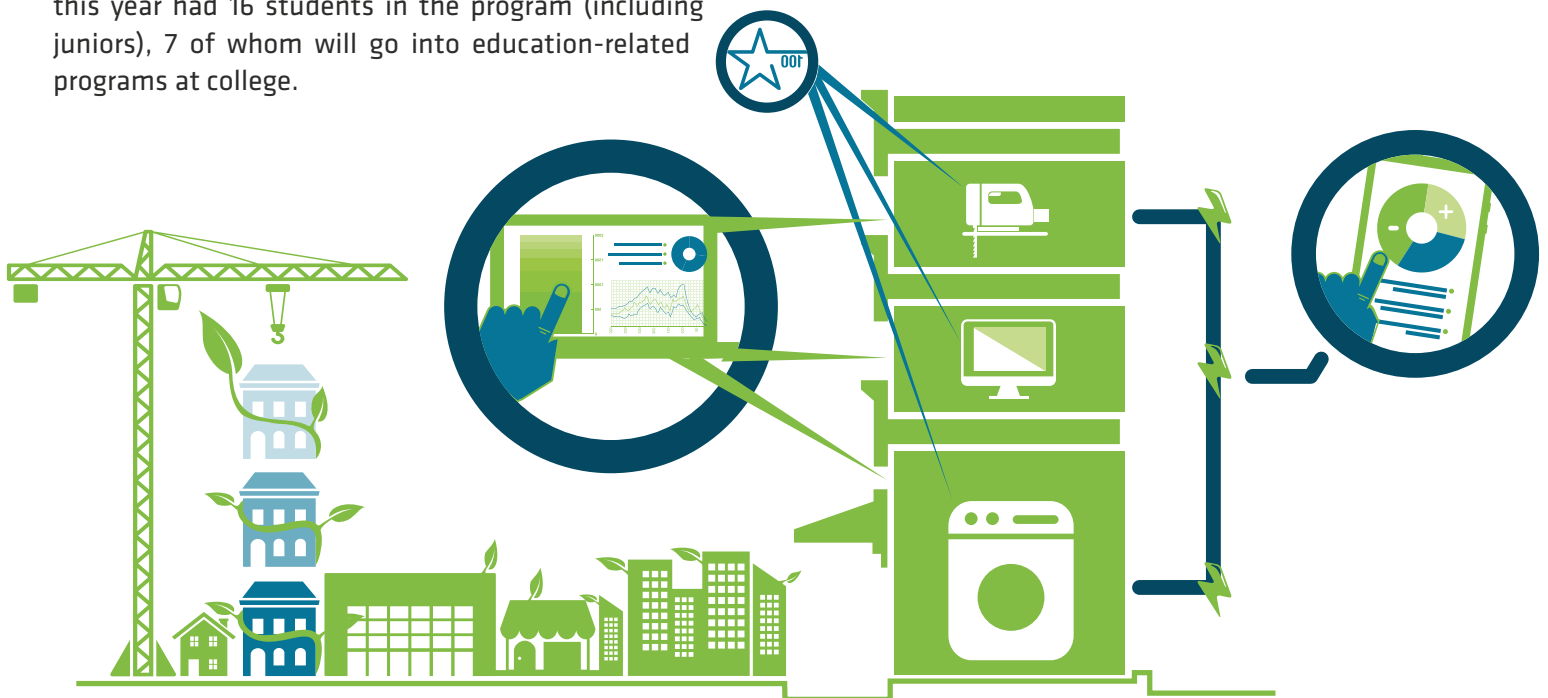 this year had 16 students in the program (including
juniors), 7 of whom will go into education-related
programs at college.
100